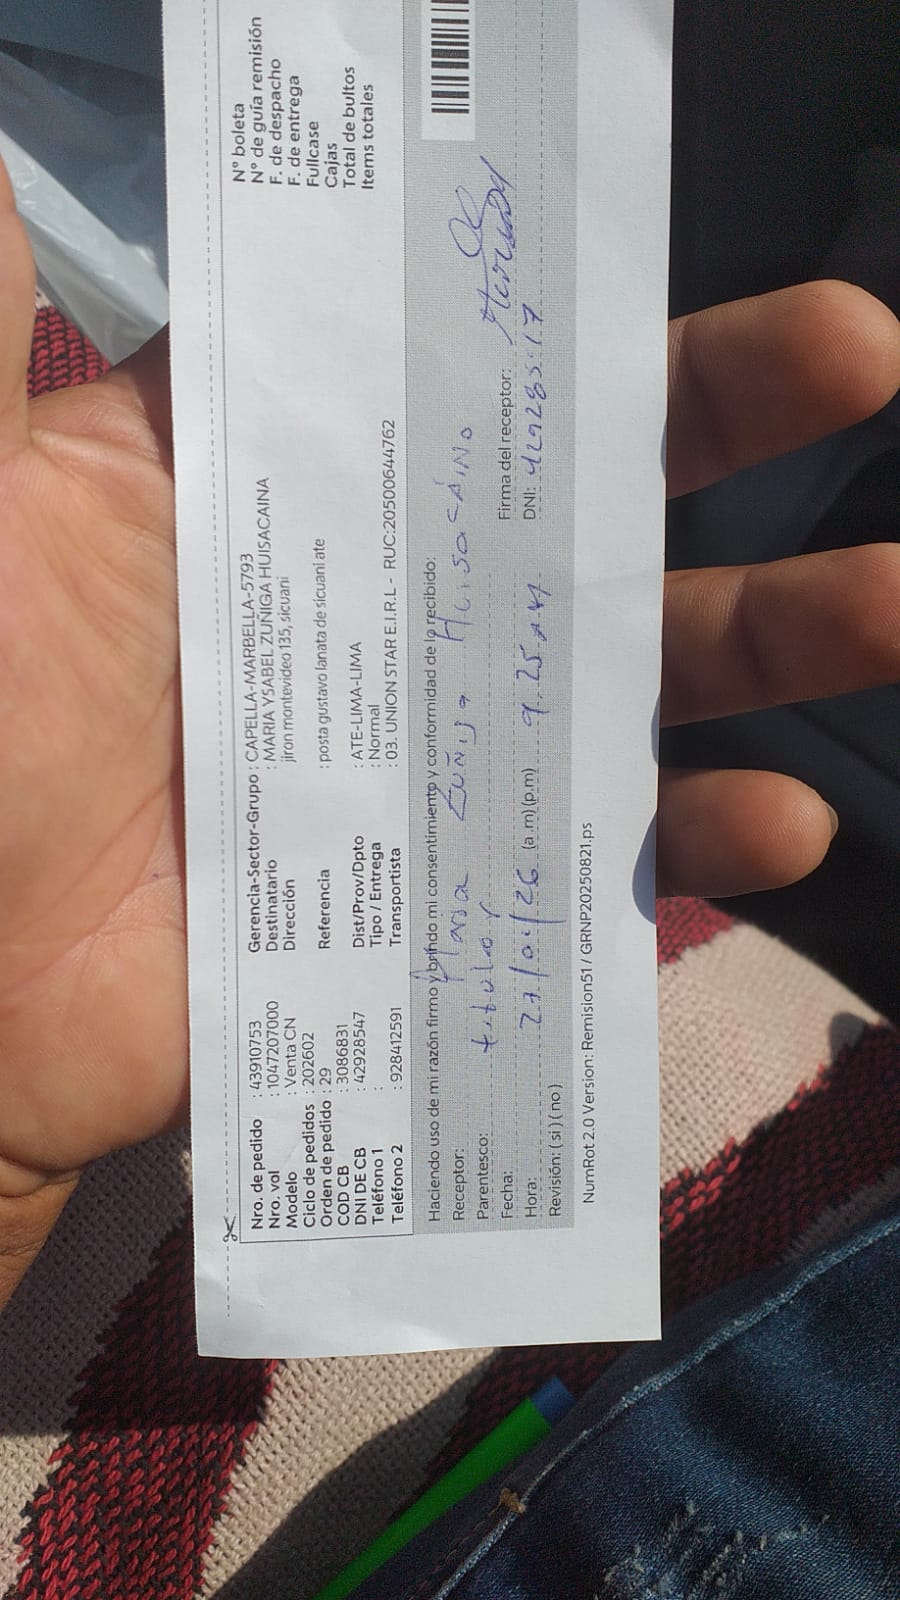 Nro. de pedido : 43910753
Nro. val : 1047207000
Modelo : Venta CN
Ciclo de pedidos : 202602
Orden de pedido : 29
COD CB : 3086831
DNI DE CB : 42928547
Teléfono 1 :
Teléfono 2 : 928412591
Gerencia-Sector-Grupo : CAPELLA-MARBELLA-5793
Destinatario : MARIA YSABEL ZUÑIGA HUISACAINA
Dirección jiron montevideo 135, sicuani
Referencia : posta gustavo lanata de sicuani ate
Dist/Prov/Dpto : ATE-LIMA-LIMA
Tipo / Entrega : Normal
Transportista : 03. UNION STAR E.I.R.L - RUC:20500644762
N° boleta
N° de guía remisión
F. de despacho
F. de entrega
Fullcase
Cajas
Total de bultos
Items totales
Haciendo uso de mi razón firmo y brindo mi consentimiento y conformidad de lo recibido:
Receptor: Maria Zuñiga
Parentesco: titular
Fecha: 27/01/26
Hora: (a.m)(p.m) 9.25 AM
Revisión: ( si ) ( no )
Firma del receptor:
DNI:
NumRot 2.0 Version: Remision51 / GRNP20250821.ps